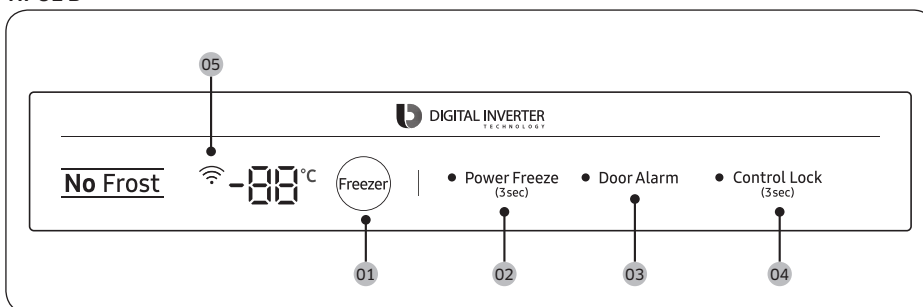 05
DIGITAL INVERTER
TECHNOLOGY
No Frost
-88°C
Freezer
Power Freeze
(3sec)
Door Alarm
Control Lock
(3sec)
01
02
03
04